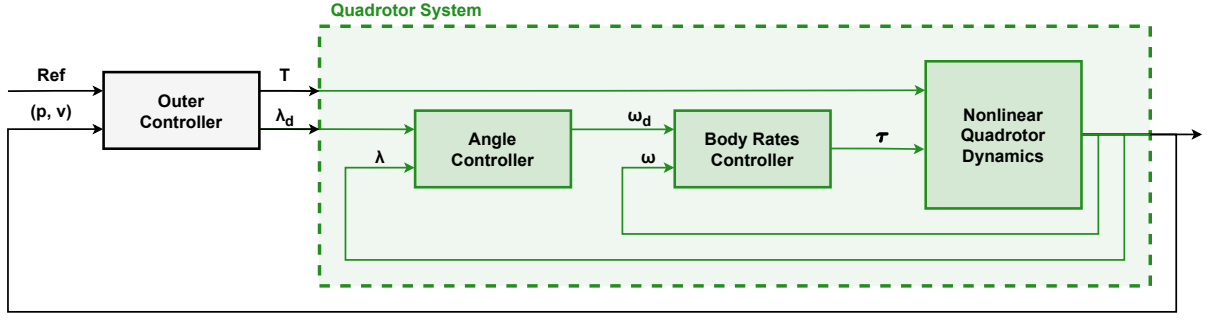 Quadrotor System
Ref
(p, v)
Outer
Controller
T
λd
λ
Angle
Controller
ωd
ω
Body Rates
Controller
τ
Nonlinear
Quadrotor
Dynamics